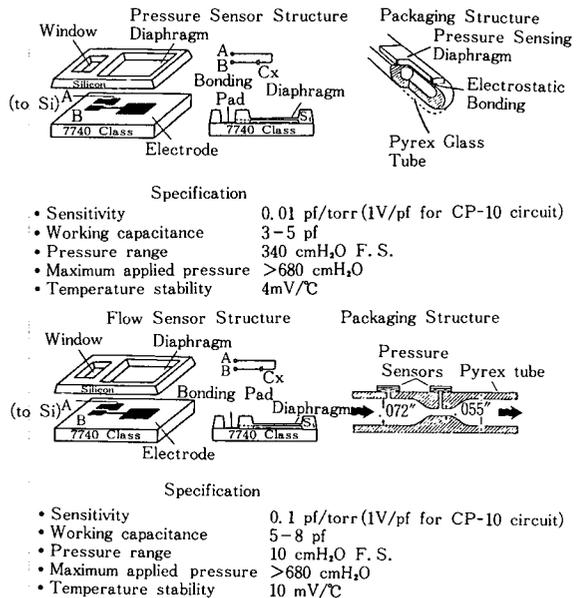 Pressure Sensor Structure
Window
Diaphragm
A
B
Cx
Silicon
(to Si)
A
B
7740 Class
Electrode
Bonding
Pad
Diaphragm
Si
7740 Class
Packaging Structure
Pressure Sensing
Diaphragm
Electrostatic
Bonding
Pyrex Glass
Tube
Specification
• Sensitivity 0.01 pf/torr (1V/pf for CP-10 circuit)
• Working capacitance 3-5 pf
• Pressure range 340 cmH₂O F. S.
• Maximum applied pressure >680 cmH₂O
• Temperature stability 4mV/℃
Flow Sensor Structure
Window
Diaphragm
A
B
Cx
Silicon
(to Si)
A
B
7740 Class
Electrode
Bonding Pad
Diaphragm
Si
7740 Class
Packaging Structure
Pressure
Sensors
Pyrex tube
.072"
.055"
Specification
• Sensitivity 0.1 pf/torr (1V/pf for CP-10 circuit)
• Working capacitance 5-8 pf
• Pressure range 10 cmH₂O F. S.
• Maximum applied pressure >680 cmH₂O
• Temperature stability 10 mV/℃